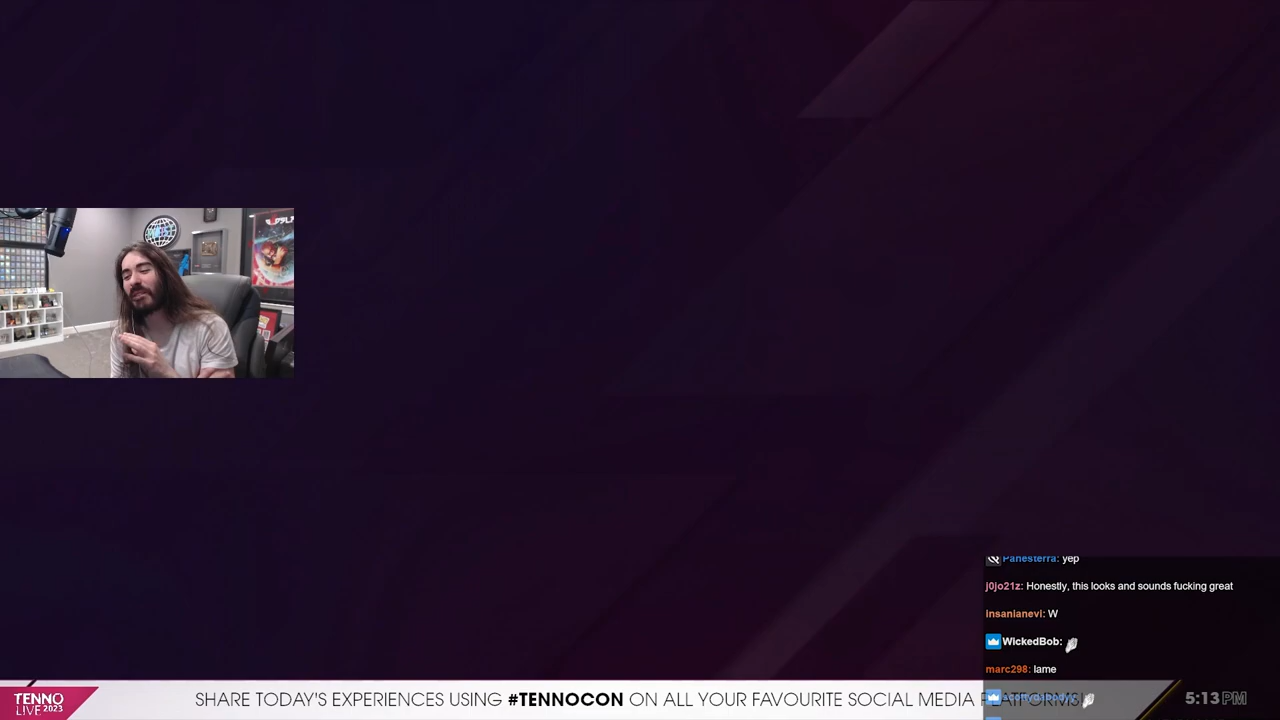 Panesterra: yep
j0jo21z: Honestly, this looks and sounds fucking great
Insanianevi: W
WickedBob:
marc298: lame
SHARE TODAY'S EXPERIENCES USING #TENNOCON ON ALL YOUR FAVOURITE SOCIAL MEDIA PLATFORMS!
TENNO
LIVE 2023
5:13 PM